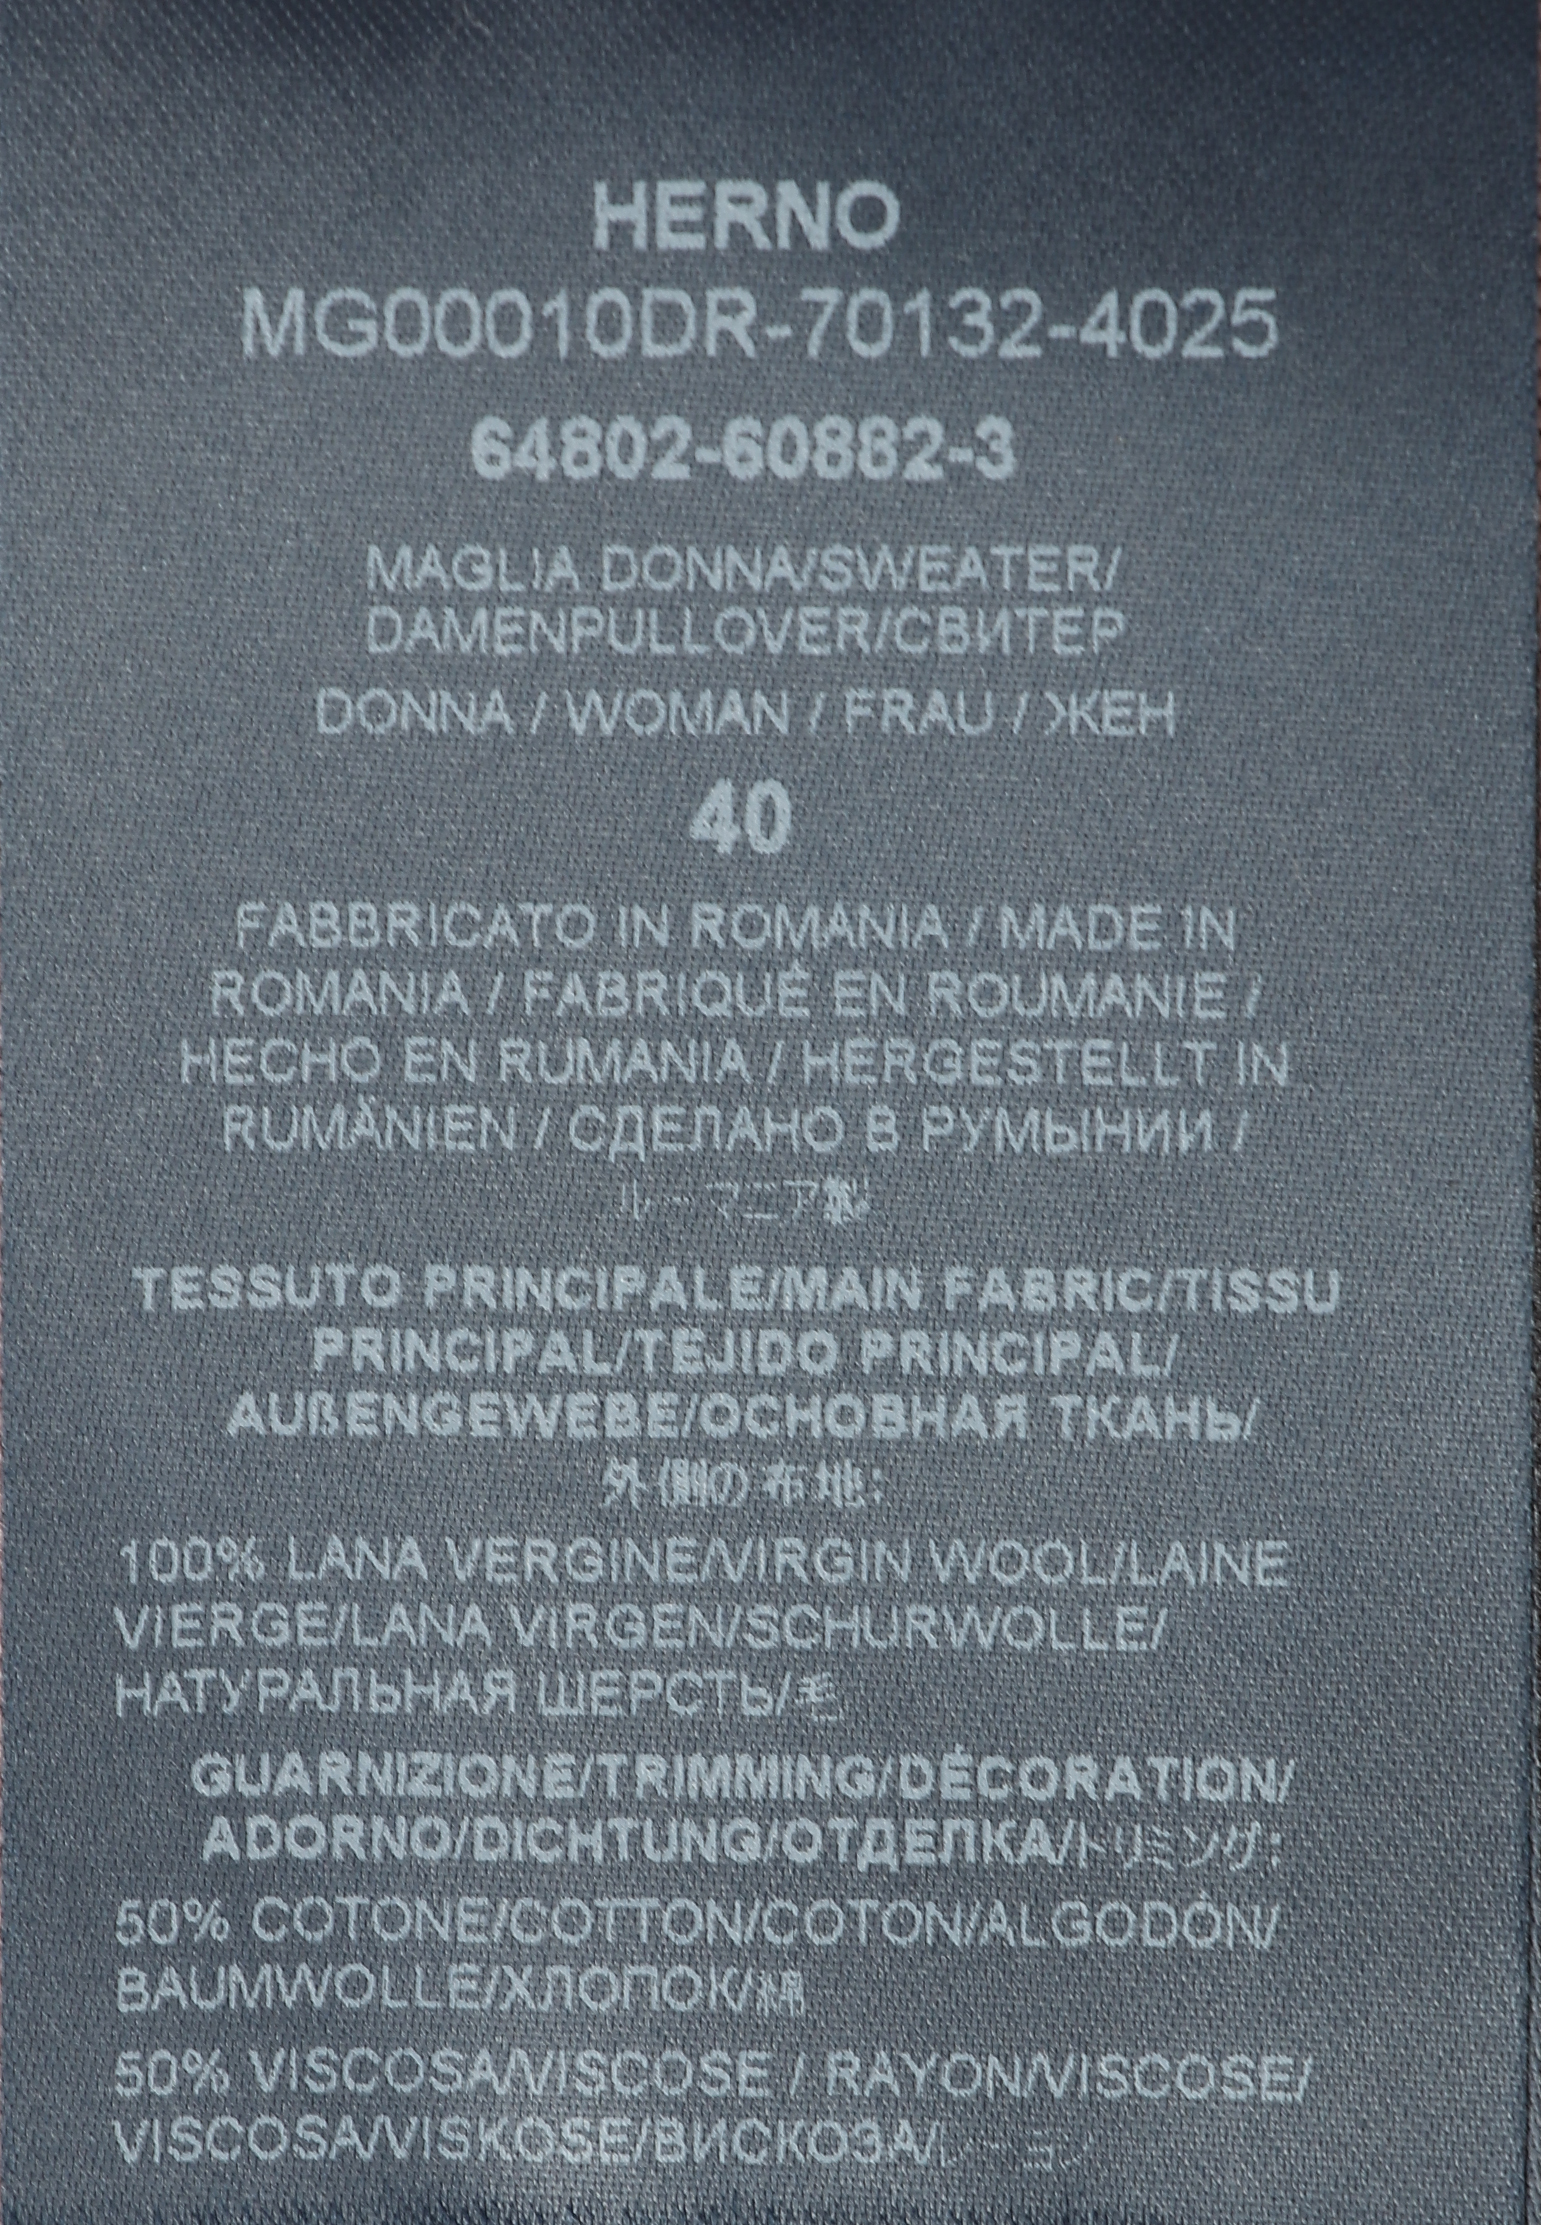 HERNO
MG00010DR-70132-4025
64802-60882-3
MAGLIA DONNA/SWEATER/
DAMENPULLOVER/СВИТЕР
DONNA / WOMAN / FRAU / ЖЕН
40
FABBRICATO IN ROMANIA / MADE IN
ROMANIA / FABRIQUÉ EN ROUMANIE /
HECHO EN RUMANIA / HERGESTELLT IN
RUMÄNIEN / СДЕЛАНО В РУМЫНИИ /
ルーマニア製
TESSUTO PRINCIPALE/MAIN FABRIC/TISSU
PRINCIPAL/TEJIDO PRINCIPAL/
AUßENGEWEBE/ОСНОВНАЯ ТКАНЬ/
外側の布地:
100% LANA VERGINE/VIRGIN WOOL/LAINE
VIERGE/LANA VIRGEN/SCHURWOLLE/
НАТУРАЛЬНАЯ ШЕРСТЬ/毛
GUARNIZIONE/TRIMMING/DÉCORATION/
ADORNO/DICHTUNG/ОТДЕЛКА/トリミング:
50% COTONE/COTTON/COTON/ALGODÓN/
BAUMWOLLE/ХЛОПОК/綿
50% VISCOSA/VISCOSE / RAYON/VISCOSE/
VISCOSA/VISKOSE/ВИСКОЗА/レーヨン